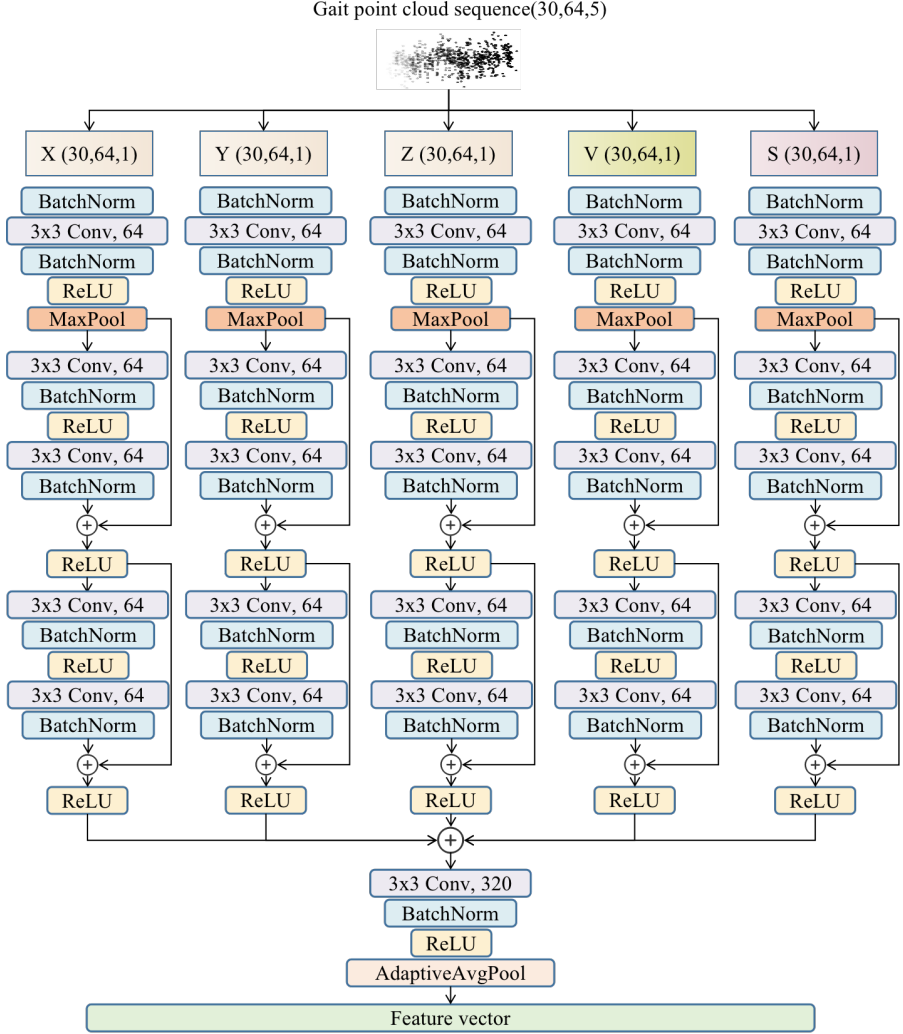 Gait point cloud sequence(30,64,5)
X (30,64,1) Y (30,64,1) Z (30,64,1) V (30,64,1) S (30,64,1)
BatchNorm BatchNorm BatchNorm BatchNorm BatchNorm
3x3 Conv, 64 3x3 Conv, 64 3x3 Conv, 64 3x3 Conv, 64 3x3 Conv, 64
BatchNorm BatchNorm BatchNorm BatchNorm BatchNorm
ReLU ReLU ReLU ReLU ReLU
MaxPool MaxPool MaxPool MaxPool MaxPool
3x3 Conv, 64 3x3 Conv, 64 3x3 Conv, 64 3x3 Conv, 64 3x3 Conv, 64
BatchNorm BatchNorm BatchNorm BatchNorm BatchNorm
ReLU ReLU ReLU ReLU ReLU
3x3 Conv, 64 3x3 Conv, 64 3x3 Conv, 64 3x3 Conv, 64 3x3 Conv, 64
BatchNorm BatchNorm BatchNorm BatchNorm BatchNorm
+ + + + +
ReLU ReLU ReLU ReLU ReLU
3x3 Conv, 64 3x3 Conv, 64 3x3 Conv, 64 3x3 Conv, 64 3x3 Conv, 64
BatchNorm BatchNorm BatchNorm BatchNorm BatchNorm
ReLU ReLU ReLU ReLU ReLU
3x3 Conv, 64 3x3 Conv, 64 3x3 Conv, 64 3x3 Conv, 64 3x3 Conv, 64
BatchNorm BatchNorm BatchNorm BatchNorm BatchNorm
+ + + + +
ReLU ReLU ReLU ReLU ReLU
+
3x3 Conv, 320
BatchNorm
ReLU
AdaptiveAvgPool
Feature vector